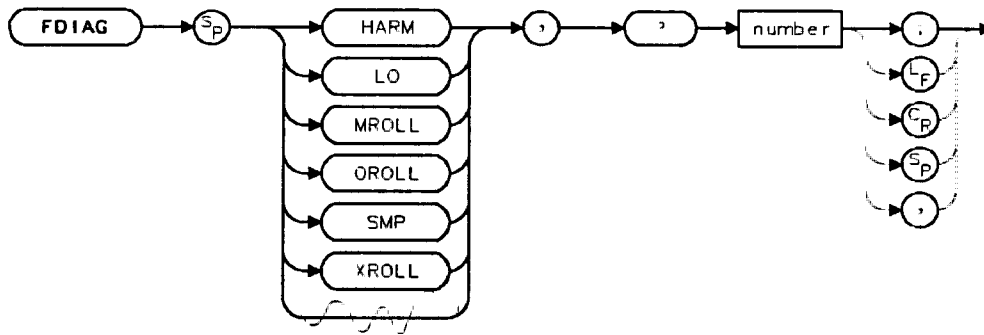 FDIAG SP HARM , , number ;
LO LF
MROLL CR
OROLL SP
SMP ,
XROLL